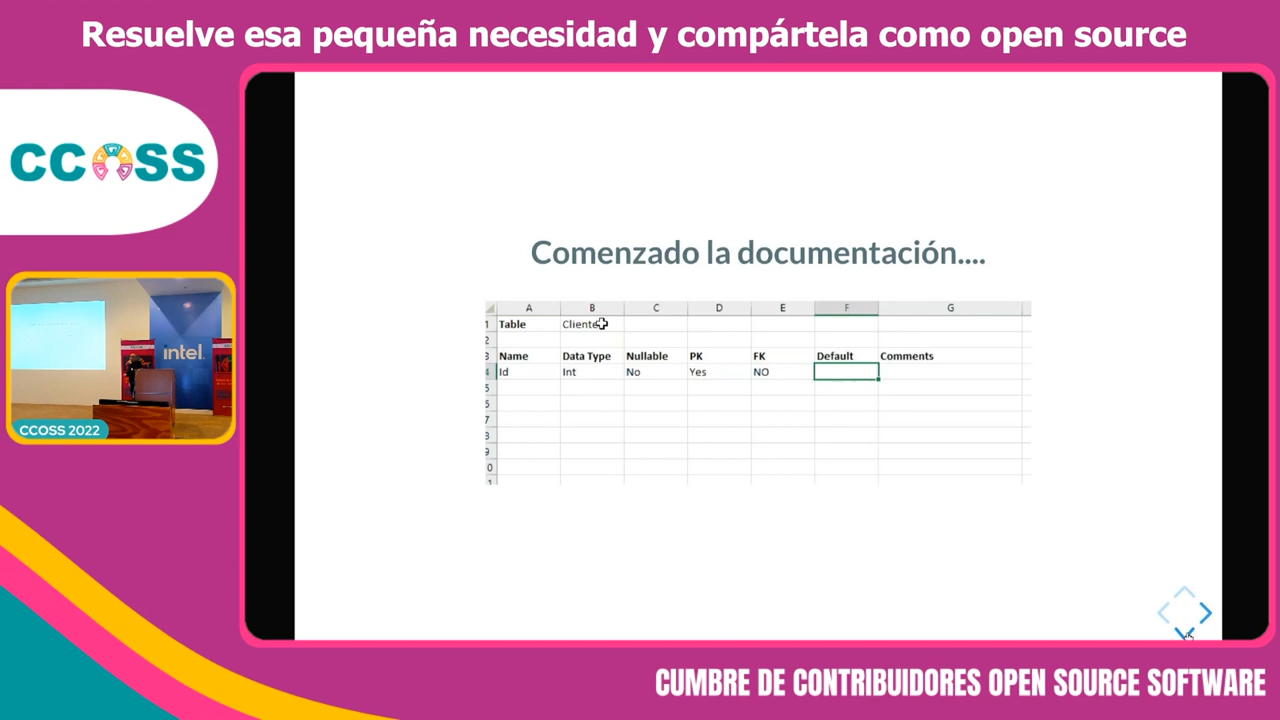 Resuelve esa pequeña necesidad y compártela como open source
CCOSS
intel.
CCOSS 2022
Comenzado la documentación....
A B C D E F G
1 Table Cliente
2
3 Name Data Type Nullable PK FK Default Comments
4 Id Int No Yes NO
5
6
7
8
9
0
1
CUMBRE DE CONTRIBUIDORES OPEN SOURCE SOFTWARE